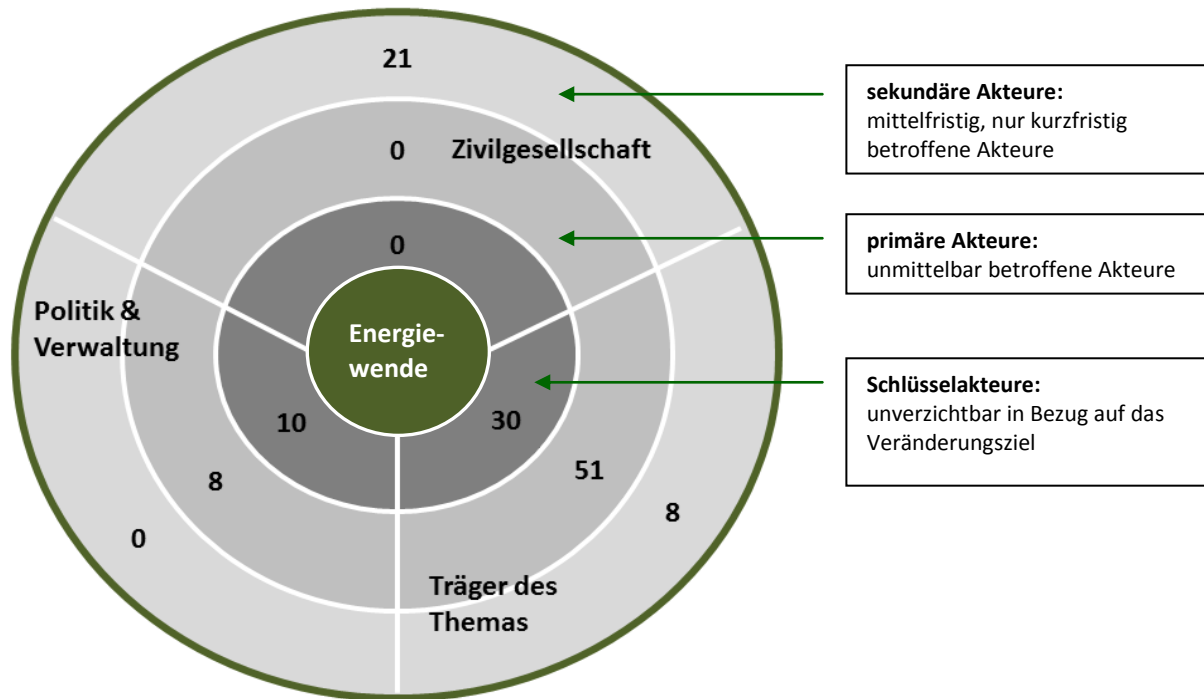 21
0
Zivilgesellschaft
0
Politik &
Verwaltung
Energie-
wende
10
30
8
51
0
8
Träger des
Themas
sekundäre Akteure:
mittelfristig, nur kurzfristig
betroffene Akteure
primäre Akteure:
unmittelbar betroffene Akteure
Schlüsselakteure:
unverzichtbar in Bezug auf das
Veränderungsziel